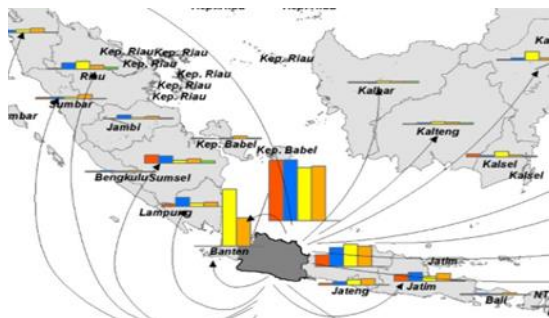 Kep. Riau
Kep. Riau
Kep. Riau
Kep. Riau
Riau
Kep. Riau
Kep. Riau
Kep. Riau
Sumbar
mbar
Kalbar
Jambi
Kalteng
Kep. Babel
Kep. Babel
Bengkulu
Sumsel
Kalsel
Kalsel
Lampung
Banten
Jatim
Jateng
Jatim
Bali
NT